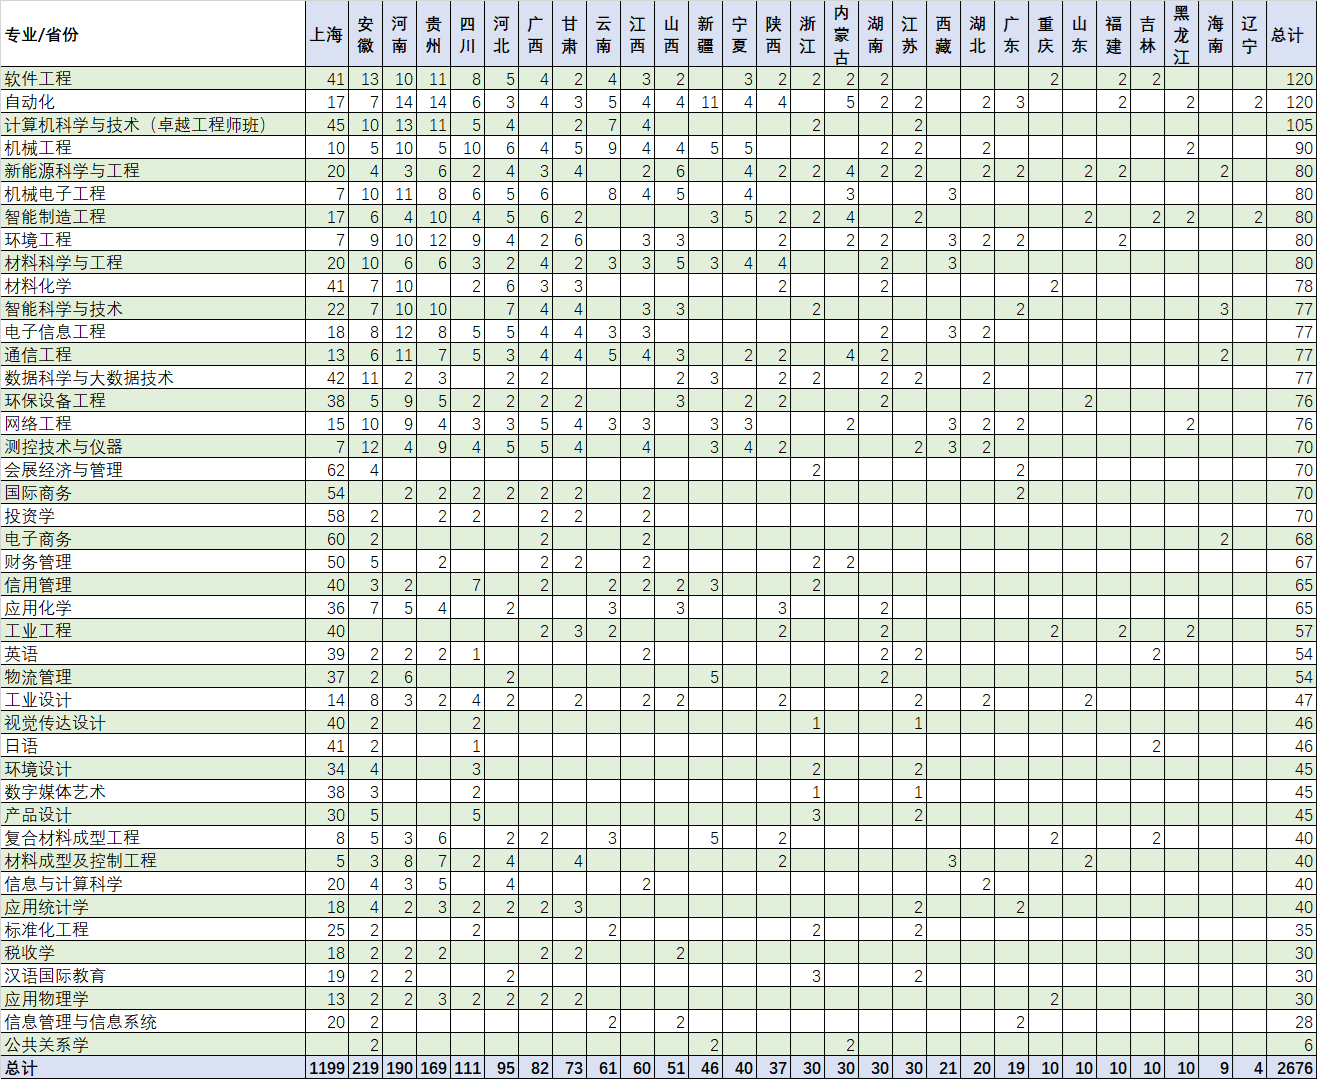 专业/省份 上海 安徽 河南 贵州 四川 河北 广西 甘肃 云南 江西 山西 新疆 宁夏 陕西 浙江 内蒙古 湖南 江苏 西藏 湖北 广东 重庆 山东 福建 吉林 黑龙江 海南 辽宁 总计
软件工程 41 13 10 11 8 5 4 2 4 3 2 3 2 2 2 2 2 2 2 120
自动化 17 7 14 14 6 3 4 3 5 4 4 11 4 4 5 2 2 2 3 2 2 2 120
计算机科学与技术（卓越工程师班） 45 10 13 11 5 4 2 7 4 2 2 105
机械工程 10 5 10 5 10 6 4 5 9 4 4 5 5 2 2 2 2 90
新能源科学与工程 20 4 3 6 2 4 3 4 2 6 4 2 2 4 2 2 2 2 2 2 2 80
机械电子工程 7 10 11 8 6 5 6 8 4 5 4 3 3 80
智能制造工程 17 6 4 10 4 5 6 2 3 5 2 2 4 2 2 2 2 2 80
环境工程 7 9 10 12 9 4 2 6 3 3 2 2 2 3 2 2 2 80
材料科学与工程 20 10 6 6 3 2 4 2 3 3 5 3 4 4 2 3 80
材料化学 41 7 10 2 6 3 3 2 2 2 78
智能科学与技术 22 7 10 10 7 4 4 3 3 2 2 3 77
电子信息工程 18 8 12 8 5 5 4 4 3 3 2 3 2 77
通信工程 13 6 11 7 5 3 4 4 5 4 3 2 2 4 2 2 77
数据科学与大数据技术 42 11 2 3 2 2 2 3 2 2 2 2 2 77
环保设备工程 38 5 9 5 2 2 2 2 3 2 2 2 2 76
网络工程 15 10 9 4 3 3 5 4 3 3 3 3 2 3 2 2 2 76
测控技术与仪器 7 12 4 9 4 5 5 4 4 3 4 2 2 3 2 70
会展经济与管理 62 4 2 2 70
国际商务 54 2 2 2 2 2 2 2 2 70
投资学 58 2 2 2 2 2 2 70
电子商务 60 2 2 2 2 68
财务管理 50 5 2 2 2 2 2 2 67
信用管理 40 3 2 7 2 2 2 2 3 2 65
应用化学 36 7 5 4 2 3 3 3 2 65
工业工程 40 2 3 2 2 2 2 2 2 57
英语 39 2 2 2 1 2 2 2 2 54
物流管理 37 2 6 2 5 2 54
工业设计 14 8 3 2 4 2 2 2 2 2 2 2 2 47
视觉传达设计 40 2 2 1 1 46
日语 41 2 1 2 46
环境设计 34 4 3 2 2 45
数字媒体艺术 38 3 2 1 1 45
产品设计 30 5 5 3 2 45
复合材料成型工程 8 5 3 6 2 2 3 5 2 2 2 40
材料成型及控制工程 5 3 8 7 2 4 4 2 3 2 40
信息与计算科学 20 4 3 5 4 2 2 40
应用统计学 18 4 2 3 2 2 2 3 2 2 40
标准化工程 25 2 2 2 2 2 35
税收学 18 2 2 2 2 2 2 30
汉语国际教育 19 2 2 2 3 2 30
应用物理学 13 2 2 3 2 2 2 2 2 30
信息管理与信息系统 20 2 2 2 2 28
公共关系学 2 2 2 6
总计 1199 219 190 169 111 95 82 73 61 60 51 46 40 37 30 30 30 30 21 20 19 10 10 10 10 10 9 4 2676